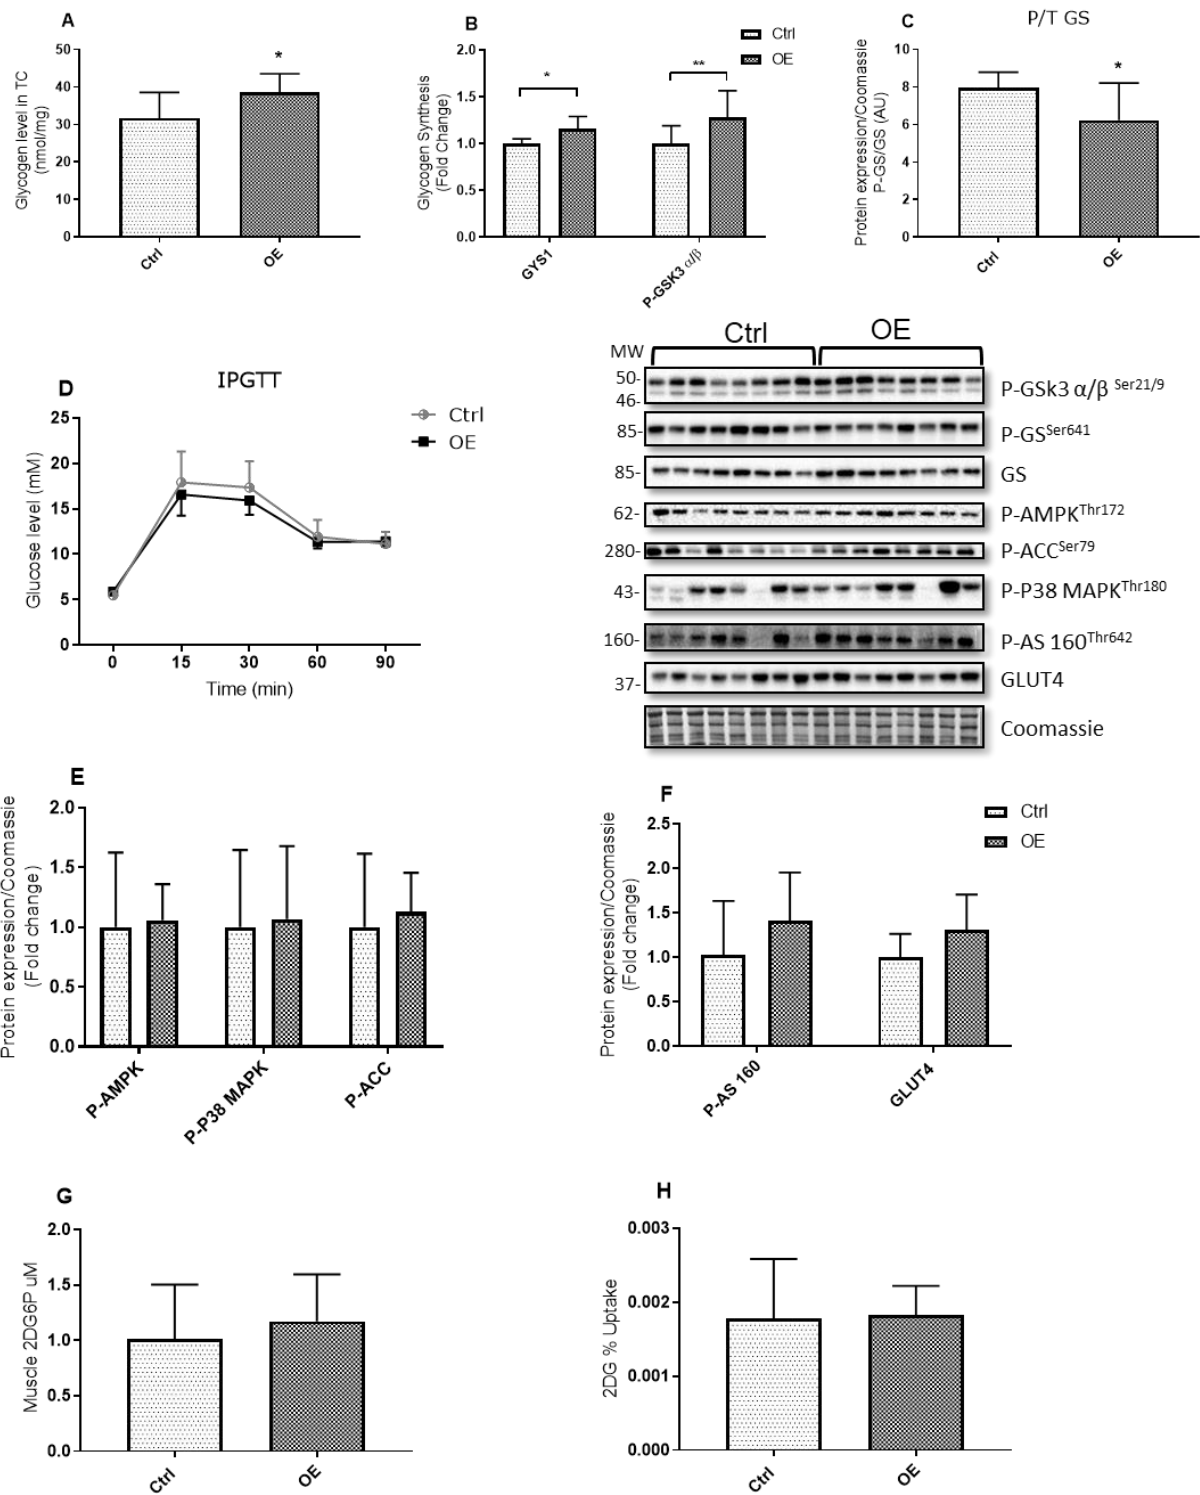 A
Glycogen level in TC
(nmol/mg)
50
40
30
20
10
0
*
Ctrl
OE
B
Glycogen Synthesis
(Fold Change)
2.0
1.5
1.0
0.5
0.0
*
**
Ctrl
OE
GYS1
P-GSK3 α/β
C
P/T GS
Protein expression/Coomassie
P-GS/GS (AU)
10
8
6
4
2
0
*
Ctrl
OE
D
IPGTT
Glucose level (mM)
25
20
15
10
5
0
0 15 30 60 90
Time (min)
Ctrl
OE
Ctrl OE
MW
50-
46-
P-GSk3 α/β Ser21/9
85- P-GSSer641
85- GS
62- P-AMPKThr172
280- P-ACCSer79
43- P-P38 MAPKThr180
160- P-AS 160Thr642
37- GLUT4
Coomassie
E
Protein expression/Coomassie
(Fold change )
2.0
1.5
1.0
0.5
0.0
P-AMPK
P-P38 MAPK
P-ACC
F
Protein expression/Coomassie
(Fold change)
2.5
2.0
1.5
1.0
0.5
0.0
Ctrl
OE
P-AS 160
GLUT4
G
Muscle 2DG6P uM
2.0
1.5
1.0
0.5
0.0
Ctrl
OE
H
2DG % Uptake
0.003
0.002
0.001
0.000
Ctrl
OE